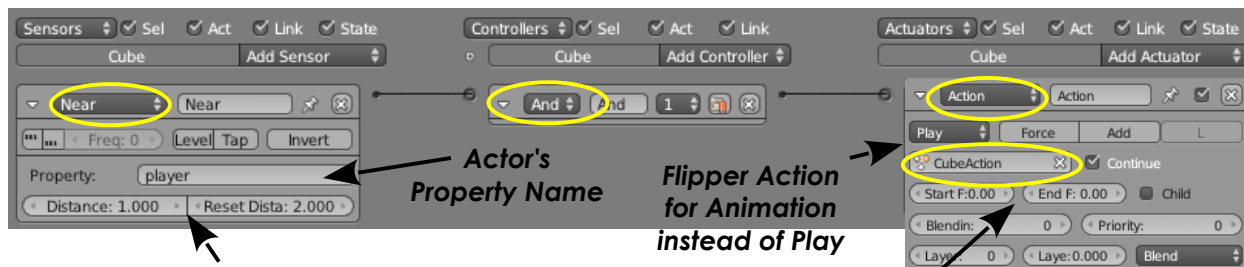 Sensors Sel Act Link State
Controllers Sel Act Link
Actuators Sel Act Link State
Cube Add Sensor
Cube Add Controller
Cube Add Actuator
Near Near
And And 1
Action Action
Freq: 0 Level Tap Invert
Play Force Add L
Property: player
CubeAction Continue
Distance: 1.000 Reset Dista: 2.000
Start F:0.00 End F: 0.00 Child
Blendin: 0 Priority: 0
Layer: 0 Laye:0.000 Blend
Actor's
Property Name
Flipper Action
for Animation
instead of Play